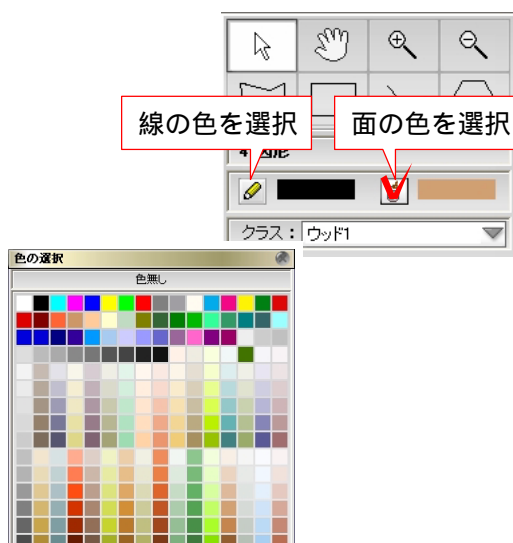 線の色を選択
面の色を選択
クラス：
ウッド1
色の選択
色無し